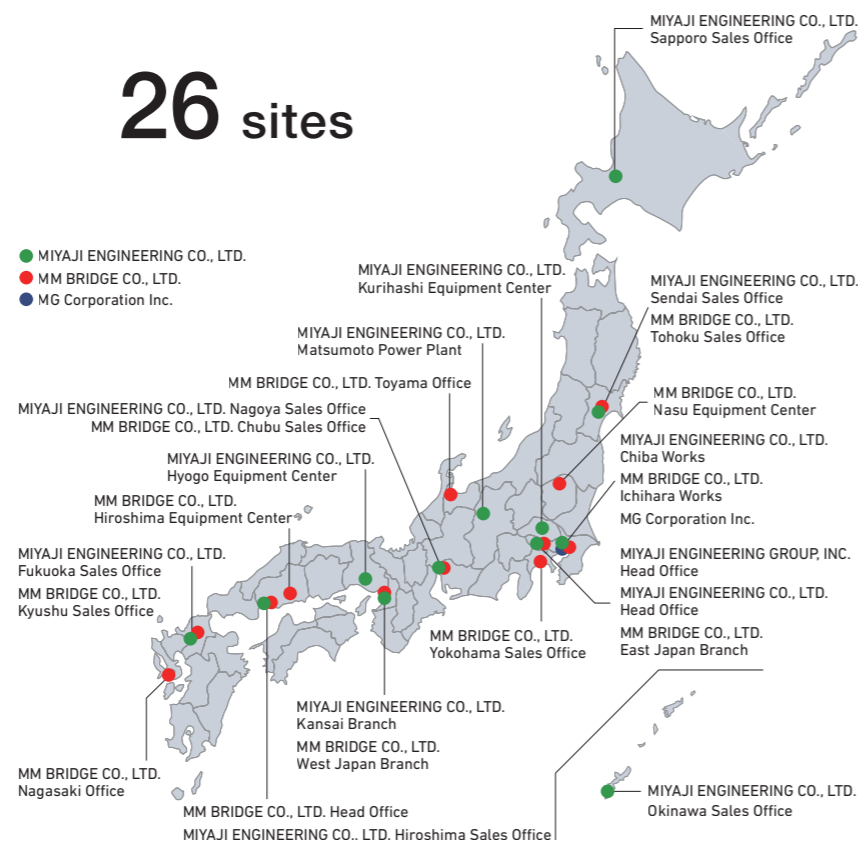 26 sites
MIYAJI ENGINEERING CO., LTD.
Sapporo Sales Office
MIYAJI ENGINEERING CO., LTD.
MM BRIDGE CO., LTD.
MG Corporation Inc.
MIYAJI ENGINEERING CO., LTD.
Kurihashi Equipment Center
MIYAJI ENGINEERING CO., LTD.
Sendai Sales Office
MM BRIDGE CO., LTD.
Tohoku Sales Office
MIYAJI ENGINEERING CO., LTD.
Matsumoto Power Plant
MM BRIDGE CO., LTD. Toyama Office
MM BRIDGE CO., LTD.
Nasu Equipment Center
MIYAJI ENGINEERING CO., LTD. Nagoya Sales Office
MM BRIDGE CO., LTD. Chubu Sales Office
MIYAJI ENGINEERING CO., LTD.
Chiba Works
MIYAJI ENGINEERING CO., LTD.
Hyogo Equipment Center
MM BRIDGE CO., LTD.
Ichihara Works
MM BRIDGE CO., LTD.
Hiroshima Equipment Center
MG Corporation Inc.
MIYAJI ENGINEERING CO., LTD.
Fukuoka Sales Office
MM BRIDGE CO., LTD.
Kyushu Sales Office
MIYAJI ENGINEERING GROUP, INC.
Head Office
MIYAJI ENGINEERING CO., LTD.
Head Office
MM BRIDGE CO., LTD.
East Japan Branch
MM BRIDGE CO., LTD.
Yokohama Sales Office
MIYAJI ENGINEERING CO., LTD.
Kansai Branch
MM BRIDGE CO., LTD.
West Japan Branch
MM BRIDGE CO., LTD.
Nagasaki Office
MIYAJI ENGINEERING CO., LTD.
Okinawa Sales Office
MM BRIDGE CO., LTD. Head Office
MIYAJI ENGINEERING CO.. LTD. Hiroshima Sales Office